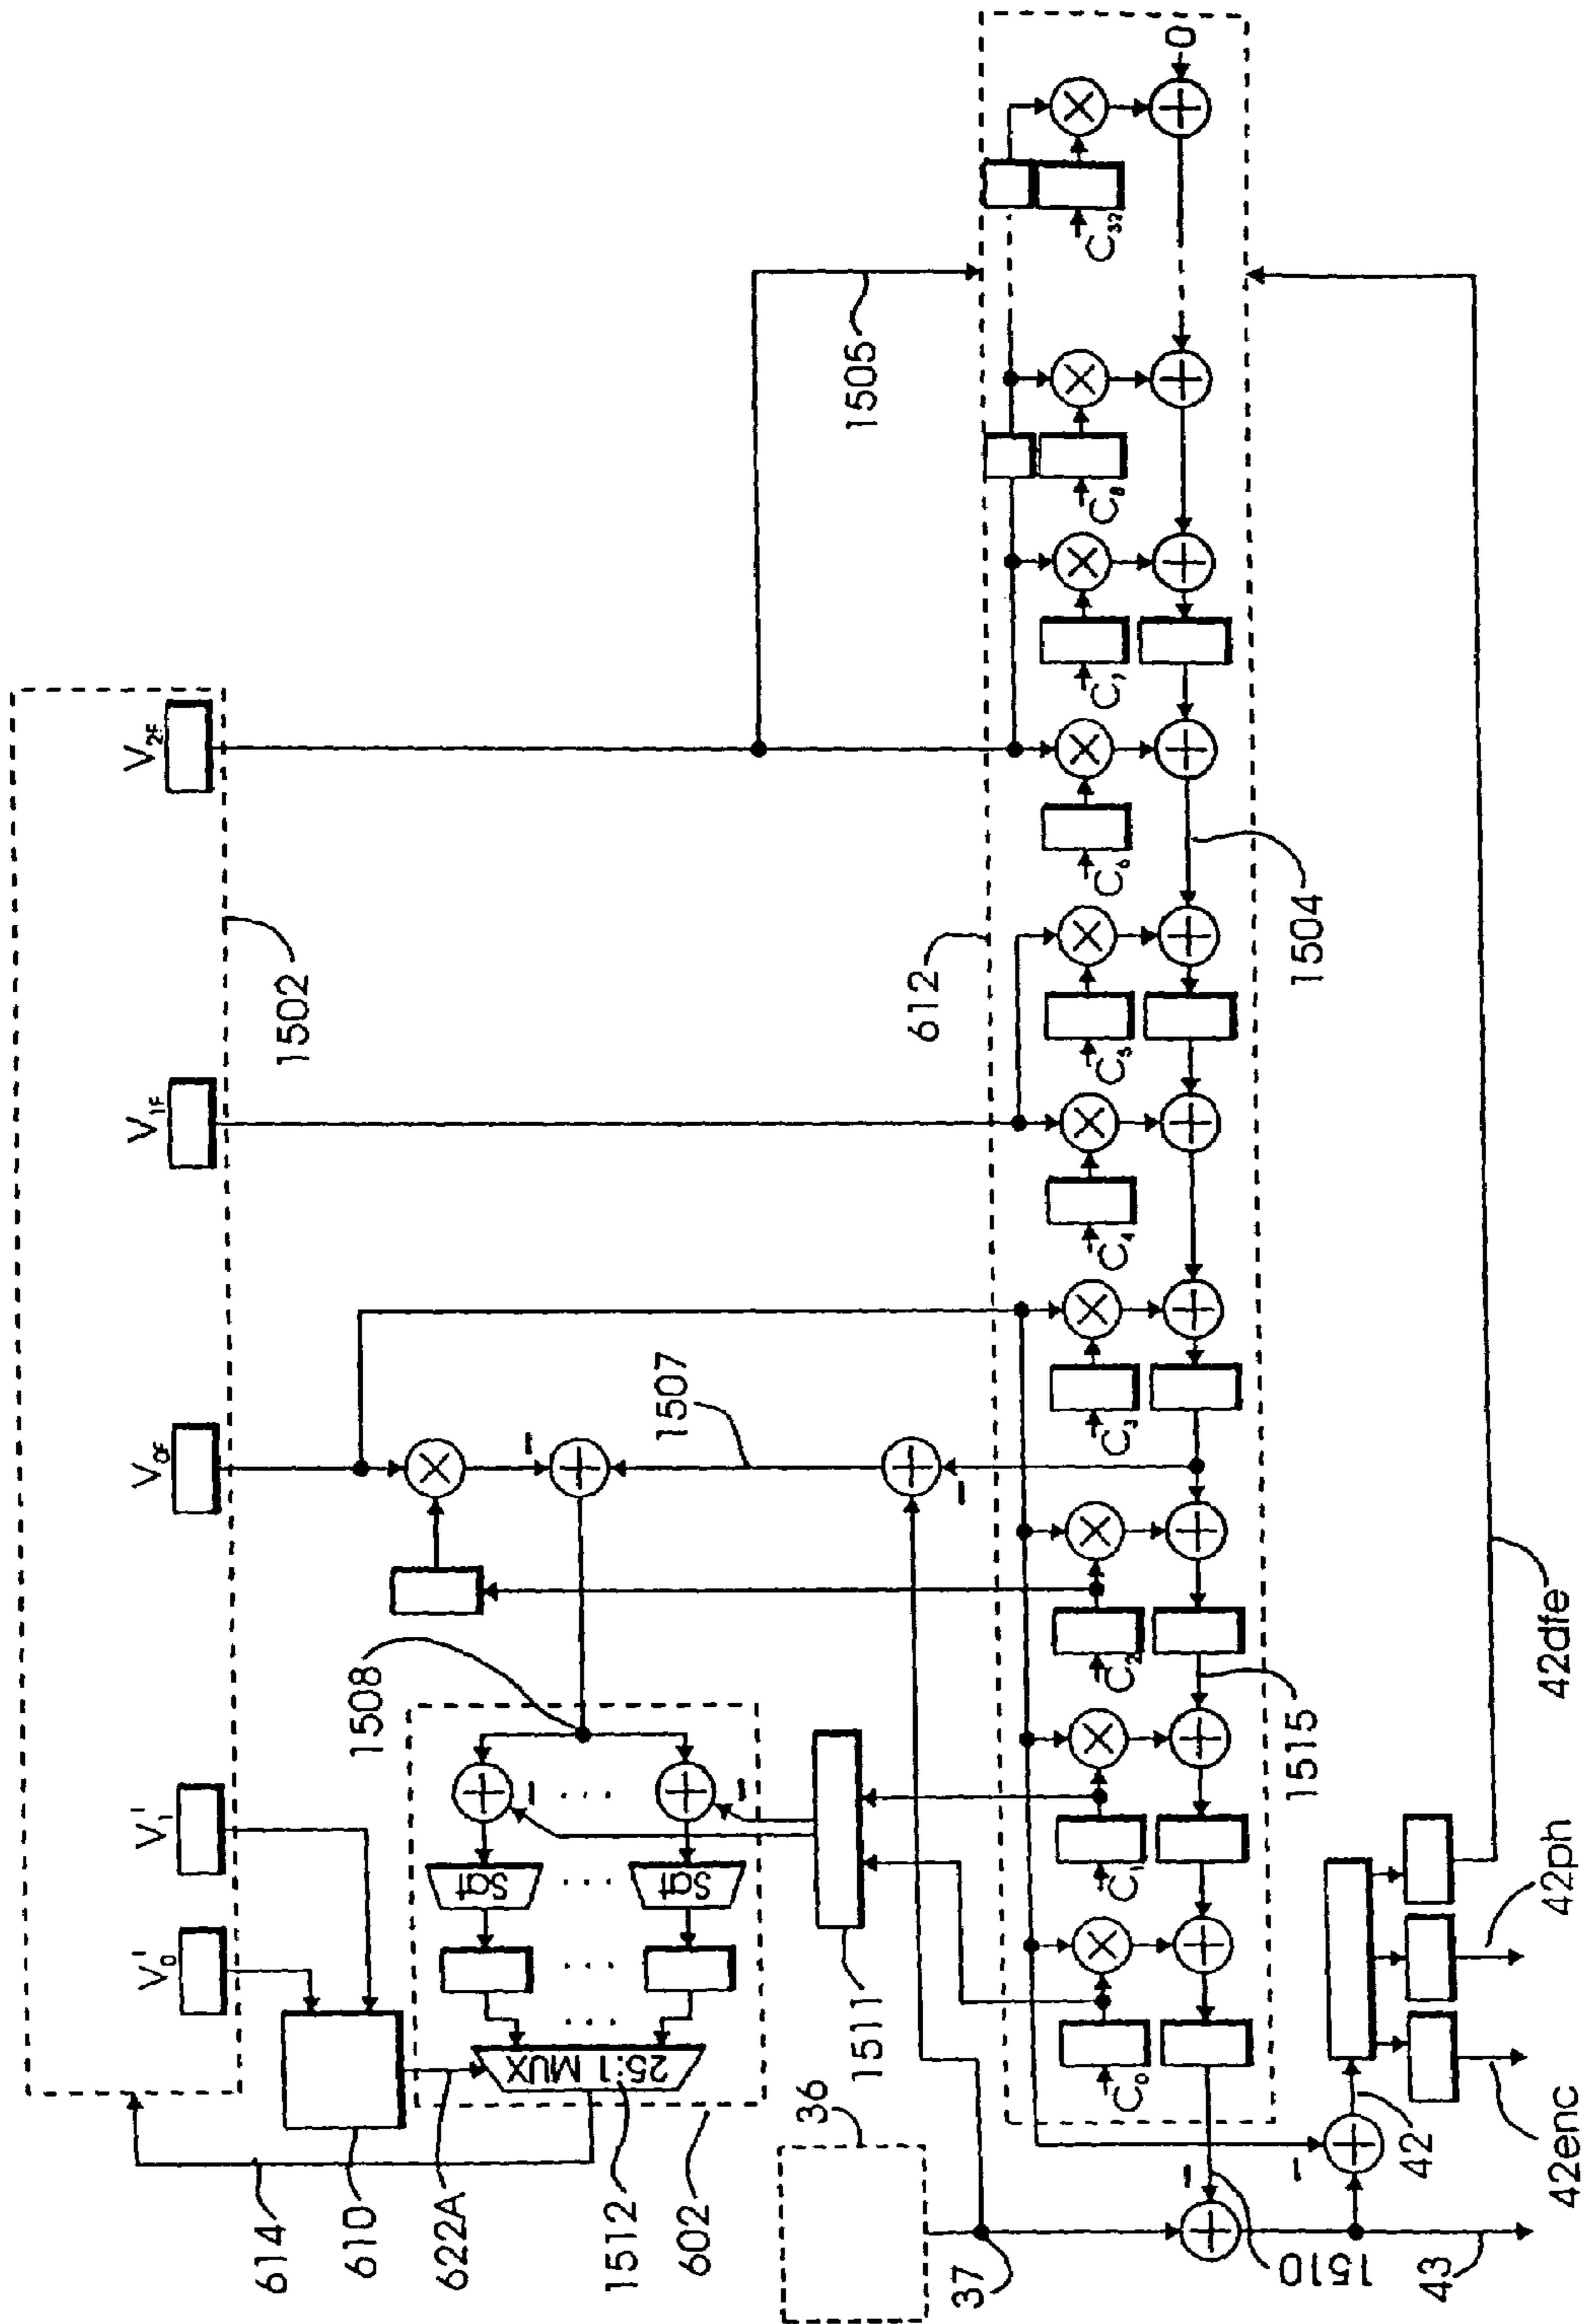 V₀'
V₁'
V₀F
V₁F
V₂F
614
610
622A
1512
602
25:1 MUX
Sqt
Sqt
. . .
. . .
. . .
1508
1502
1507
1511
1505
612
36
37
C₀
C₁
C₂
C₃
C₄
C₅
C₆
C₇
C₈
C₃₂
0
1515
1504
1510
43
42
42enc
42ph
42dfe